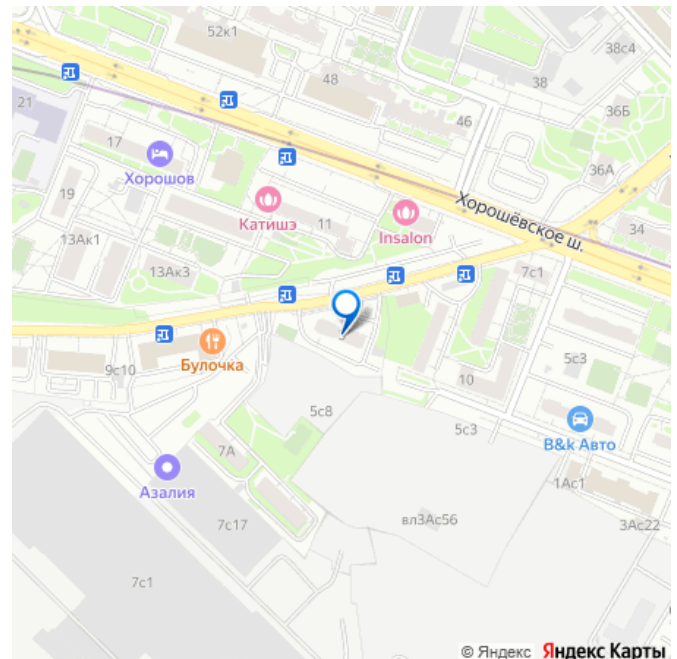 52к1
38с4
48
38
21
36Б
46
17
Хорошов
36А
19
Катишэ
11
Insalon
Хорошёвское ш.
34
13Ак1
13Ак3
7с1
Булочка
9с10
5с3
10
5с8
5с3
B&k Авто
7А
Азалия
1Ас1
вл3Ас56
7с17
3Ас22
7с1
© Яндекс Яндекс Карты